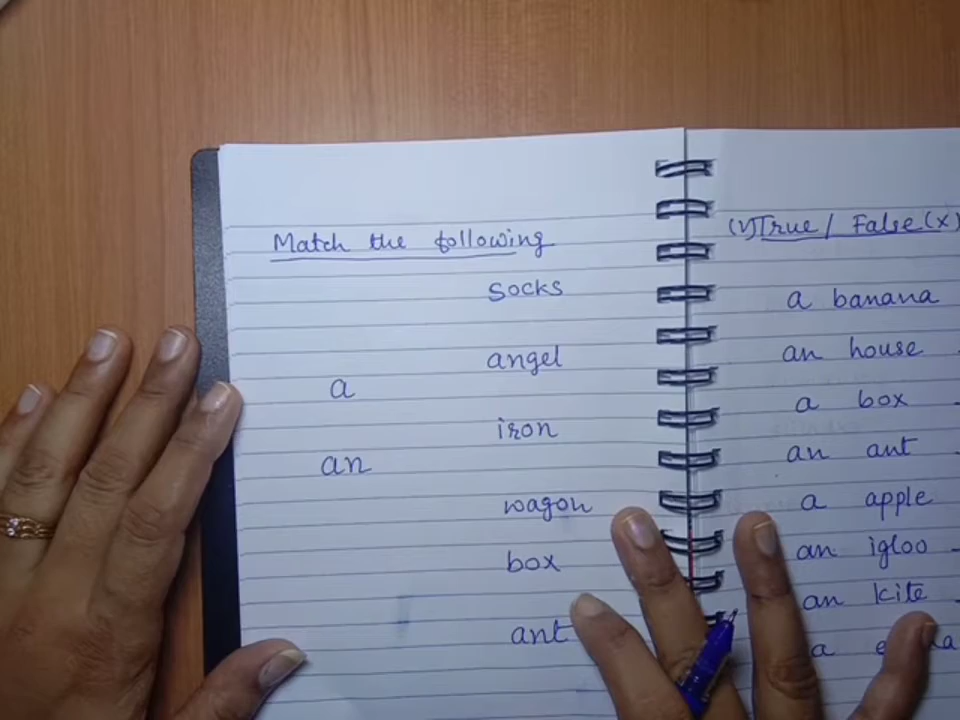 Match the following
socks
angel
a
iron
an
wagon
box
ant
(✓)True / False(x)
a banana
an house
a box
an ant
a apple
an igloo
an kite
a